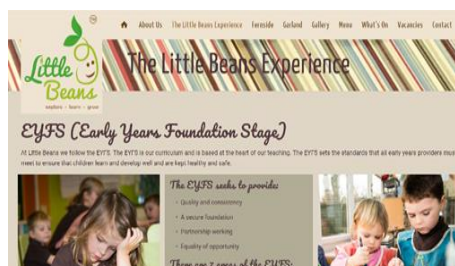 About Us The Little Beans Experience Ferneside Garland Gallery Menu What's On Vacancies Contact
Little Beans
explore - learn - grow
The Little Beans Experience
EYFS (Early Years Foundation Stage)
At Little Beans we follow the EYFS. The EYFS is our curriculum and is based at the heart of our teaching. The EYFS sets the standards that all early years providers mus
meet to ensure that children learn and develop well and are kept healthy and safe.
The EYFS seeks to provide:
Quality and consistency
A secure foundation
Partnership working
Equality of opportunity
There are 7 areas of the EYFS: